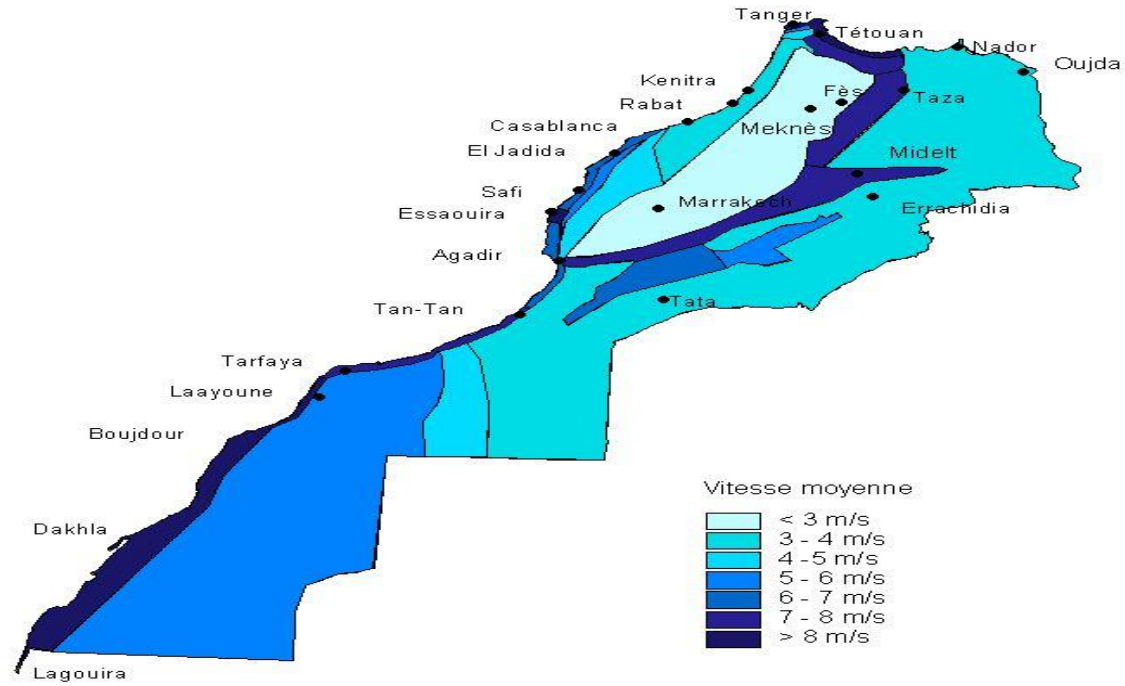 Tanger
Tétouan
Nador
Oujda
Kenitra
Fès
Taza
Rabat
Casablanca
Meknès
El Jadida
Midelt
Safi
Marrakech
Errachidia
Essaouira
Agadir
Tata
Tan-Tan
Tarfaya
Laayoune
Boujdour
Vitesse moyenne
< 3 m/s
3 - 4 m/s
4 -5 m/s
5 - 6 m/s
6 - 7 m/s
7 - 8 m/s
> 8 m/s
Dakhla
Lagouira